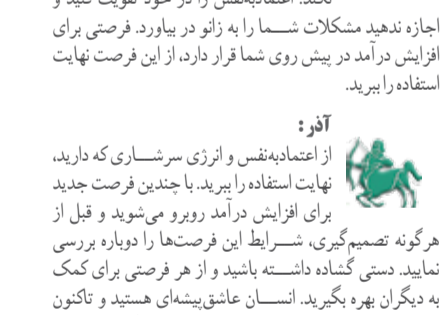 نکند. اعتمادبه‌نفس را در خود تقویت کنید و
اجازه ندهید مشکلات شما را به زانو در بیاورد. فرصتی برای
افزایش درآمد در پیش روی شما قرار دارد، از این فرصت نهایت
استفاده را ببرید.
آذر:
از اعتمادبه‌نفس و انرژی سرشاری که دارید،
نهایت استفاده را ببرید. با چندین فرصت جدید
برای افزایش درآمد روبرو می‌شوید و قبل از
هرگونه تصمیم‌گیری، شرایط این فرصت‌ها را دوباره بررسی
نمایید. دستی گشاده داشته باشید و از هر فرصتی برای کمک
به دیگران بهره بگیرید. انسان عاشق‌پیشه‌ای هستید و تاکنون